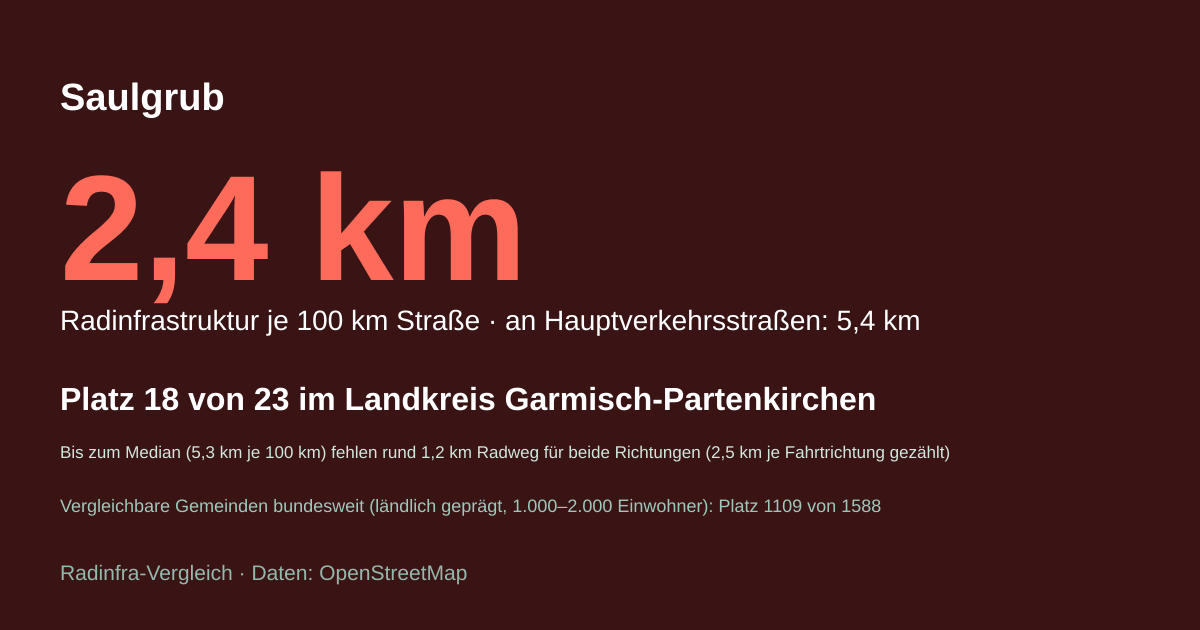 Saulgrub
2,4 km
Radinfrastruktur je 100 km Straße · an Hauptverkehrsstraßen: 5,4 km
Platz 18 von 23 im Landkreis Garmisch-Partenkirchen
Bis zum Median (5,3 km je 100 km) fehlen rund 1,2 km Radweg für beide Richtungen (2,5 km je Fahrtrichtung gezählt)
Vergleichbare Gemeinden bundesweit (ländlich geprägt, 1.000–2.000 Einwohner): Platz 1109 von 1588
Radinfra-Vergleich · Daten: OpenStreetMap